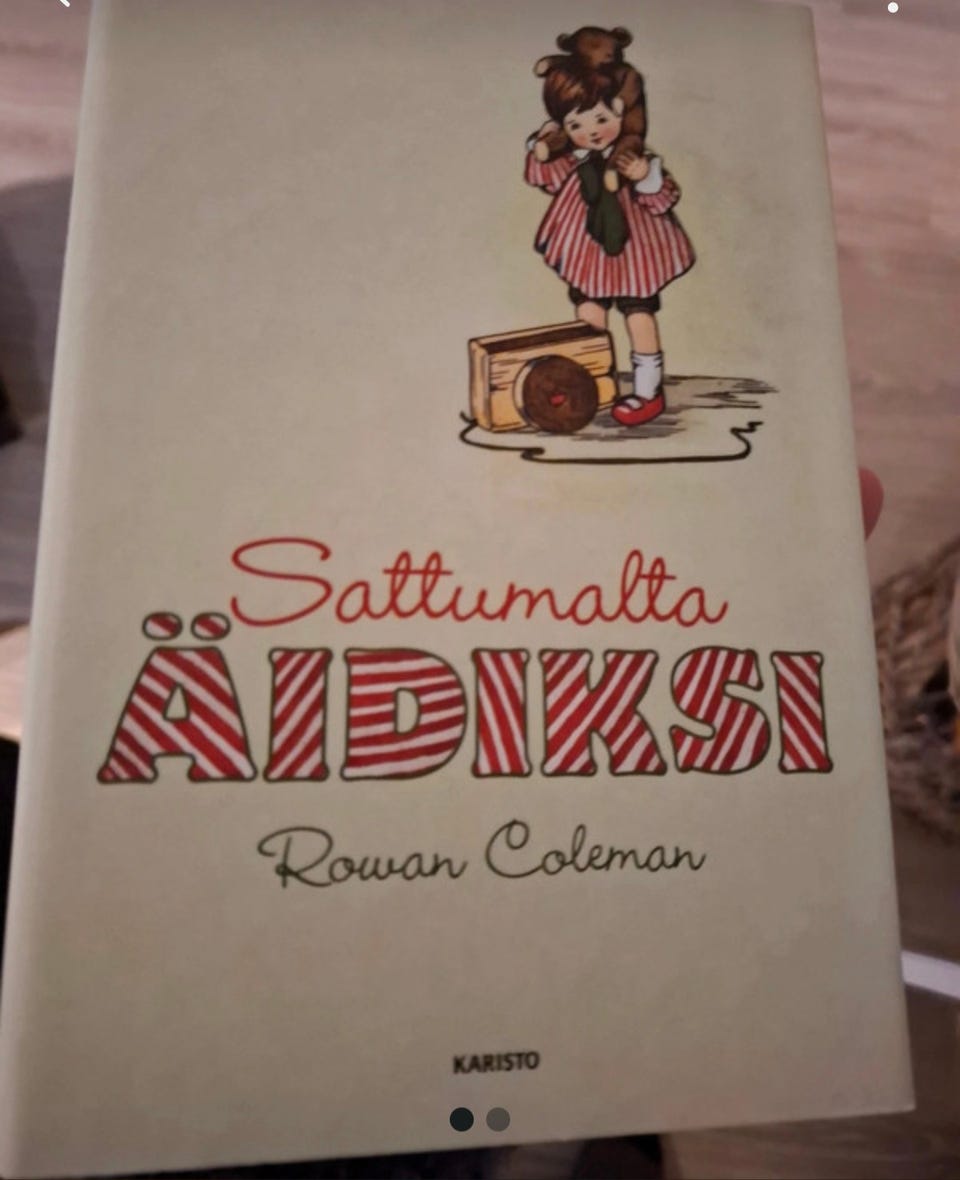 Sattumalta
ÄIDIKSI
Rowan Coleman
KARISTO